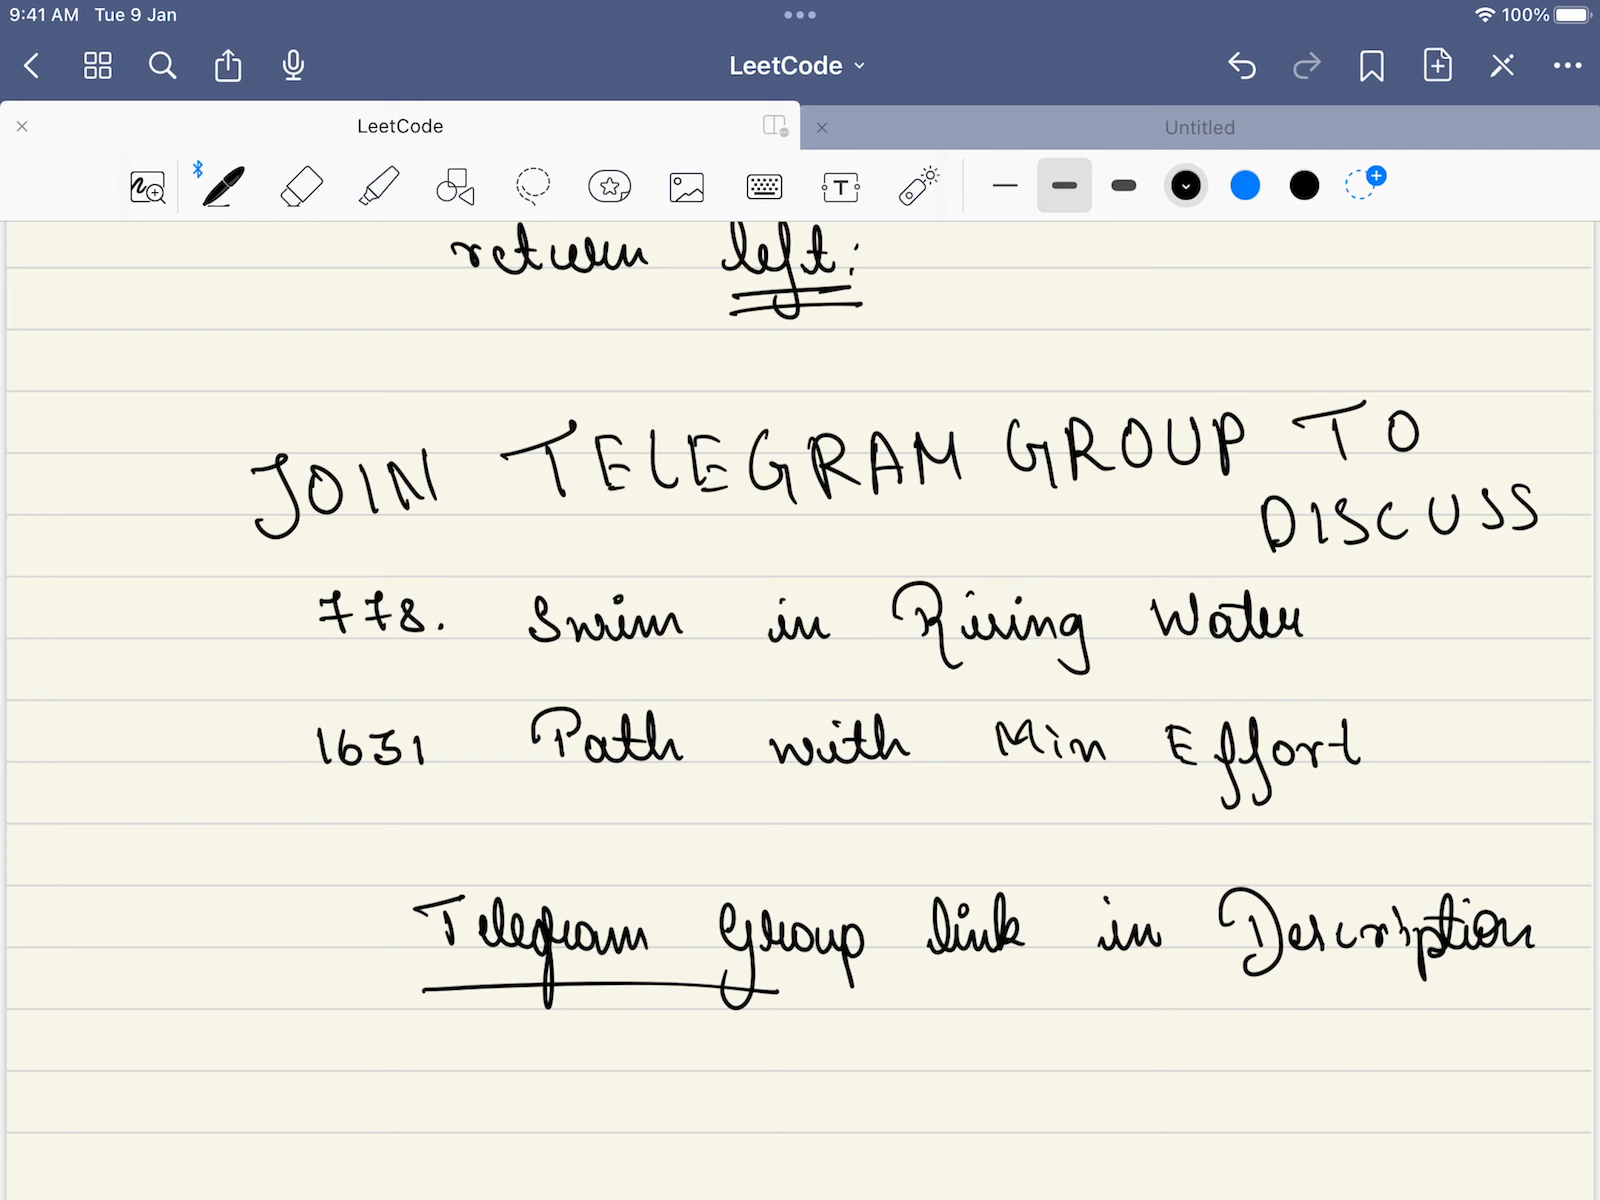 9:41 AM Tue 9 Jan
100%
LeetCode
LeetCode
Untitled
return left;
JOIN TELEGRAM GROUP TO
DISCUSS
778. Swim in Rising Water
1631 Path with Min Effort
Telegram Group link in Description